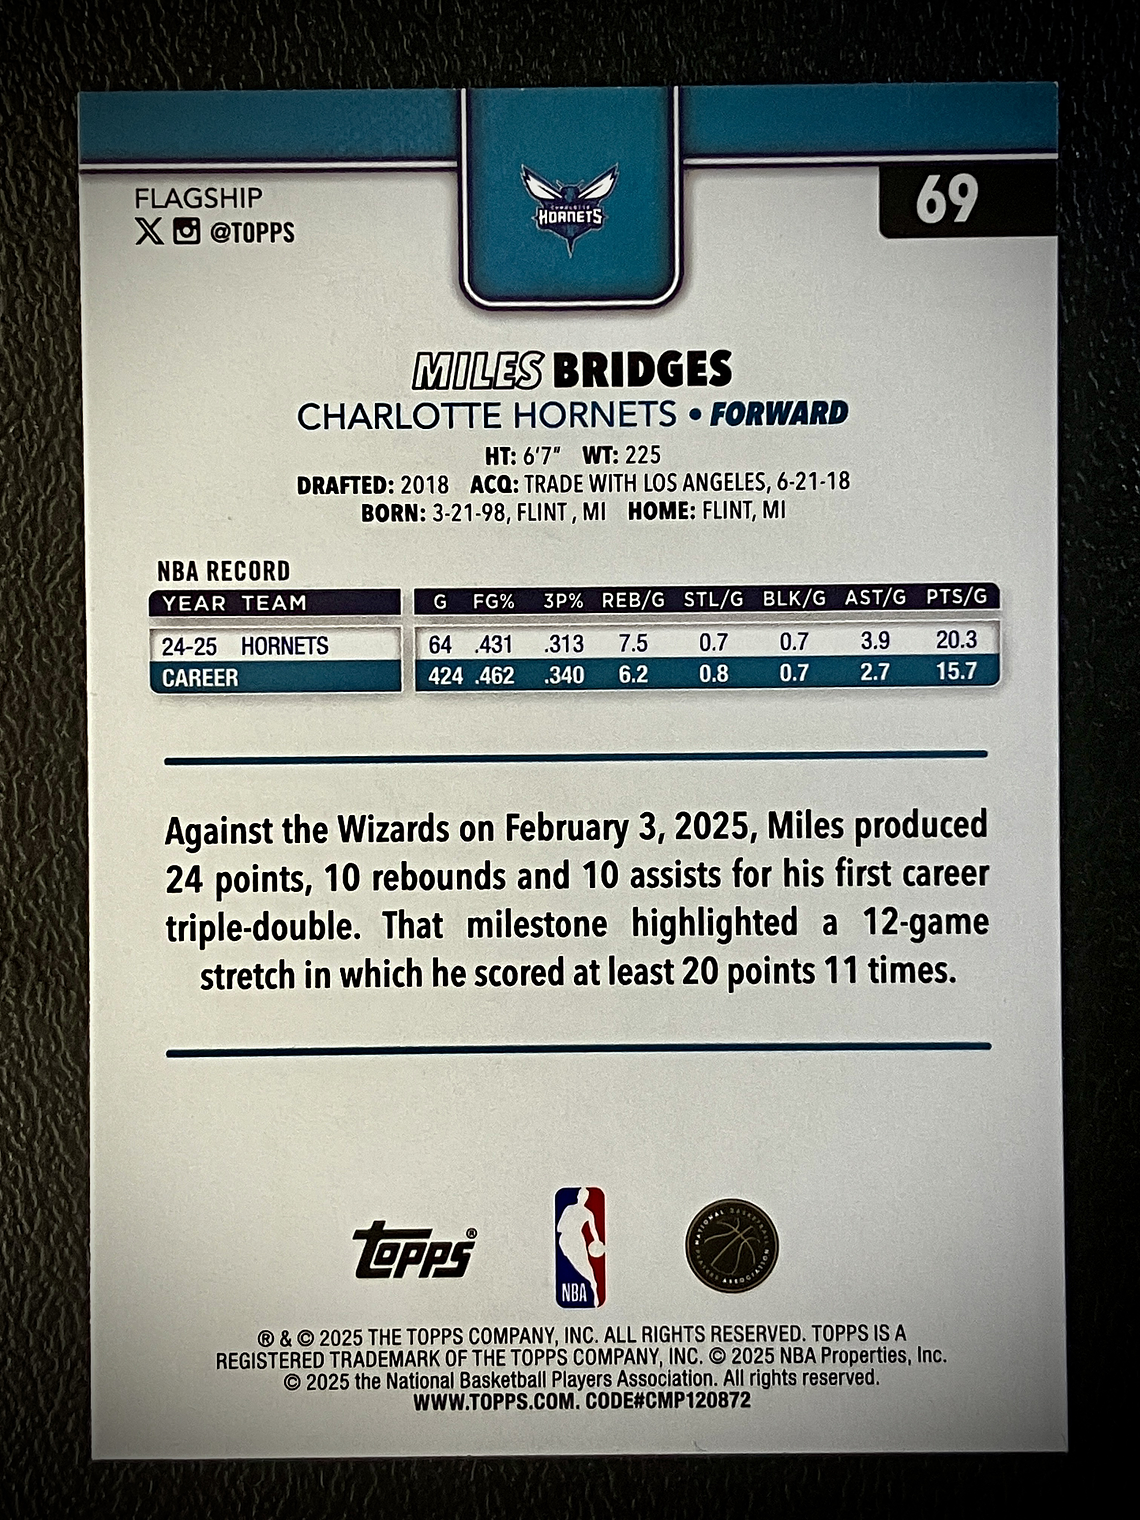 FLAGSHIP
@TOPPS
CHARLOTTE
HORNETS
69
MILES BRIDGES
CHARLOTTE HORNETS • FORWARD
HT: 6'7" WT: 225
DRAFTED: 2018 ACQ: TRADE WITH LOS ANGELES, 6-21-18
BORN: 3-21-98, FLINT , MI HOME: FLINT, MI
NBA RECORD
YEAR TEAM G FG% 3P% REB/G STL/G BLK/G AST/G PTS/G
24-25 HORNETS 64 .431 .313 7.5 0.7 0.7 3.9 20.3
CAREER 424 .462 .340 6.2 0.8 0.7 2.7 15.7
Against the Wizards on February 3, 2025, Miles produced
24 points, 10 rebounds and 10 assists for his first career
triple-double. That milestone highlighted a 12-game
stretch in which he scored at least 20 points 11 times.
topps®
NBA
NATIONAL BASKETBALL PLAYERS ASSOCIATION
® & © 2025 THE TOPPS COMPANY, INC. ALL RIGHTS RESERVED. TOPPS IS A
REGISTERED TRADEMARK OF THE TOPPS COMPANY, INC. © 2025 NBA Properties, Inc.
© 2025 the National Basketball Players Association. All rights reserved.
WWW.TOPPS.COM. CODE#CMP120872